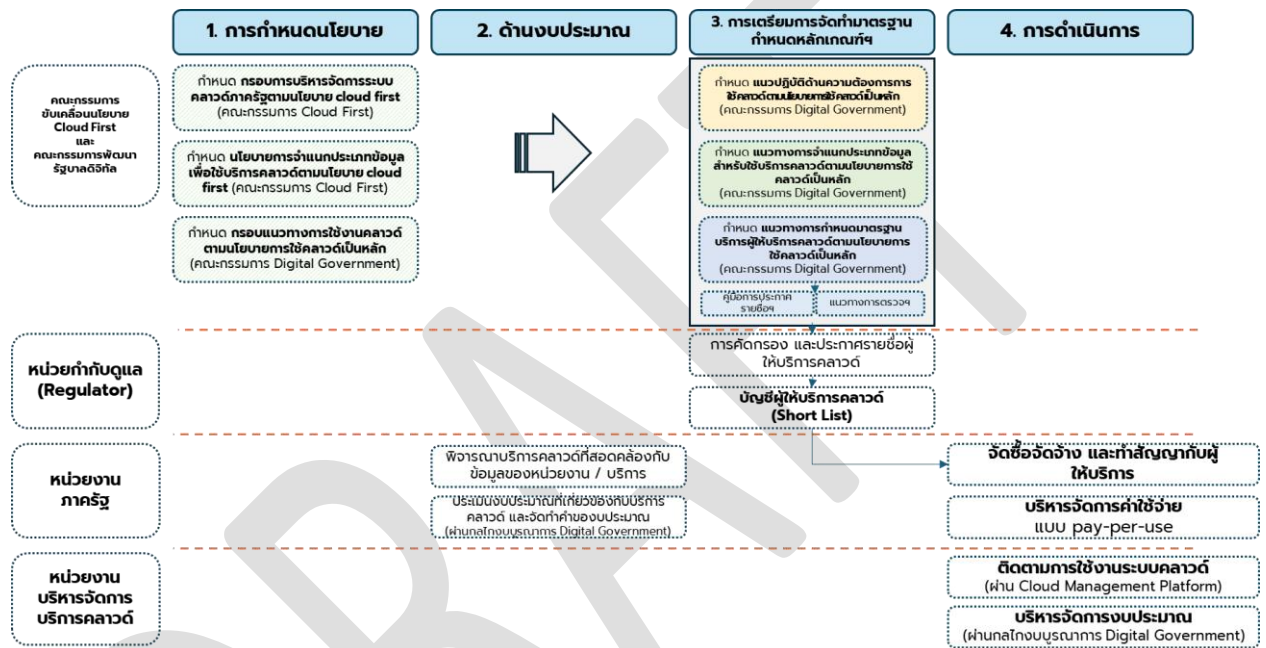 1. การกำหนดนโยบาย
2. ด้านงบประมาณ
3. การเตรียมการจัดทำมาตรฐาน
กำหนดหลักเกณฑ์ฯ
4. การดำเนินการ
คณะกรรมการ
ขับเคลื่อนนโยบาย
Cloud First
และ
คณะกรรมการพัฒนา
รัฐบาลดิจิทัล
กำหนด กรอบการบริหารจัดการระบบ
คลาวด์ภาครัฐตามนโยบาย cloud first
(คณะกรรมการ Cloud First)
กำหนด นโยบายการจำแนกประเภทข้อมูล
เพื่อใช้บริการคลาวด์ตามนโยบาย cloud
first (คณะกรรมการ Cloud First)
กำหนด กรอบแนวทางการใช้งานคลาวด์
ตามนโยบายการใช้คลาวด์เป็นหลัก
(คณะกรรมการ Digital Government)
กำหนด แนวปฏิบัติด้านความต้องการการ
ใช้คลาวด์ตามนโยบายการใช้คลาวด์เป็นหลัก
(คณะกรรมการ Digital Government)
กำหนด แนวทางการจำแนกประเภทข้อมูล
สำหรับใช้บริการคลาวด์ตามนโยบายการใช้
คลาวด์เป็นหลัก
(คณะกรรมการ Digital Government)
กำหนด แนวทางการกำหนดมาตรฐาน
บริการผู้ให้บริการคลาวด์ตามนโยบายการ
ใช้คลาวด์เป็นหลัก
(คณะกรรมการ Digital Government)
คู่มือการประกาศ
รายชื่อฯ
แนวทางการตรวจฯ
หน่วยกำกับดูแล
(Regulator)
การคัดกรอง และประกาศรายชื่อผู้
ให้บริการคลาวด์
บัญชีผู้ให้บริการคลาวด์
(Short List)
หน่วยงาน
ภาครัฐ
พิจารณาบริการคลาวด์ที่สอดคล้องกับ
ข้อมูลของหน่วยงาน / บริการ
ประเมินงบประมาณที่เกี่ยวข้องกับบริการ
คลาวด์ และจัดทำคำของบประมาณ
(ผ่านกลไกงบบูรณาการ Digital Government)
จัดซื้อจัดจ้าง และทำสัญญากับผู้
ให้บริการ
บริหารจัดการค่าใช้จ่าย
แบบ pay-per-use
หน่วยงาน
บริหารจัดการ
บริการคลาวด์
ติดตามการใช้งานระบบคลาวด์
(ผ่าน Cloud Management Platform)
บริหารจัดการงบประมาณ
(ผ่านกลไกงบบูรณาการ Digital Government)
DRAFT